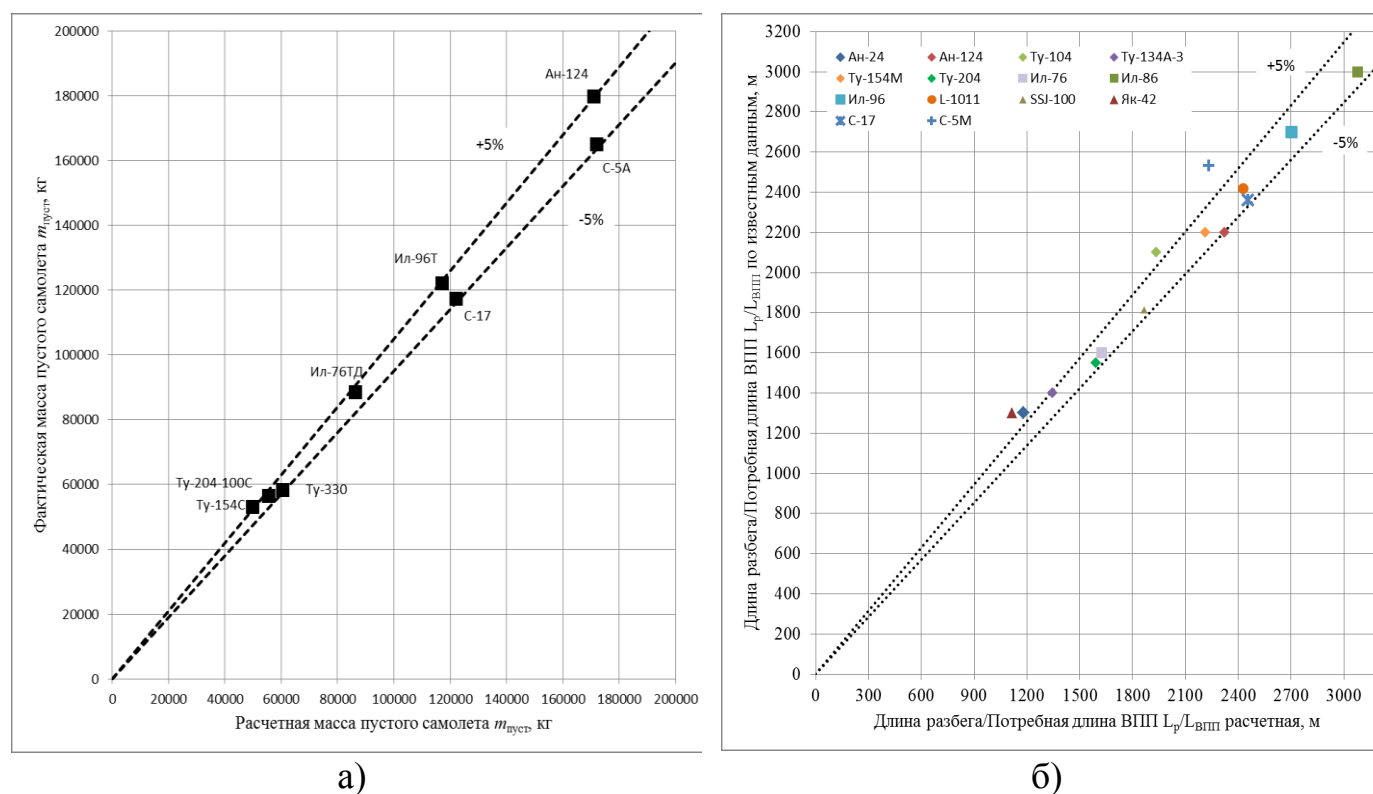 200000
180000
160000
140000
120000
100000
80000
60000
40000
20000
0
Фактическая масса пустого самолета mпуст, кг
Ан-124
+5%
С-5А
-5%
Ил-96Т
С-17
Ил-76ТД
Ту-204-100С
Ту-330
Ту-154С
0 20000 40000 60000 80000 100000 120000 140000 160000 180000 200000
Расчетная масса пустого самолета mпуст, кг
а)
3200
3000
2800
2600
2400
2200
2000
1800
1600
1400
1200
1000
800
600
400
200
0
Длина разбега/Потребная длина ВПП Lр/LВПП по известным данным, м
Ан-24 Ан-124 Ту-104 Ту-134А-3
Ту-154М Ту-204 Ил-76 Ил-86
Ил-96 L-1011 SSJ-100 Як-42
С-17 С-5М
+5%
-5%
0 300 600 900 1200 1500 1800 2100 2400 2700 3000
Длина разбега/Потребная длина ВПП Lр/LВПП расчетная, м
б)